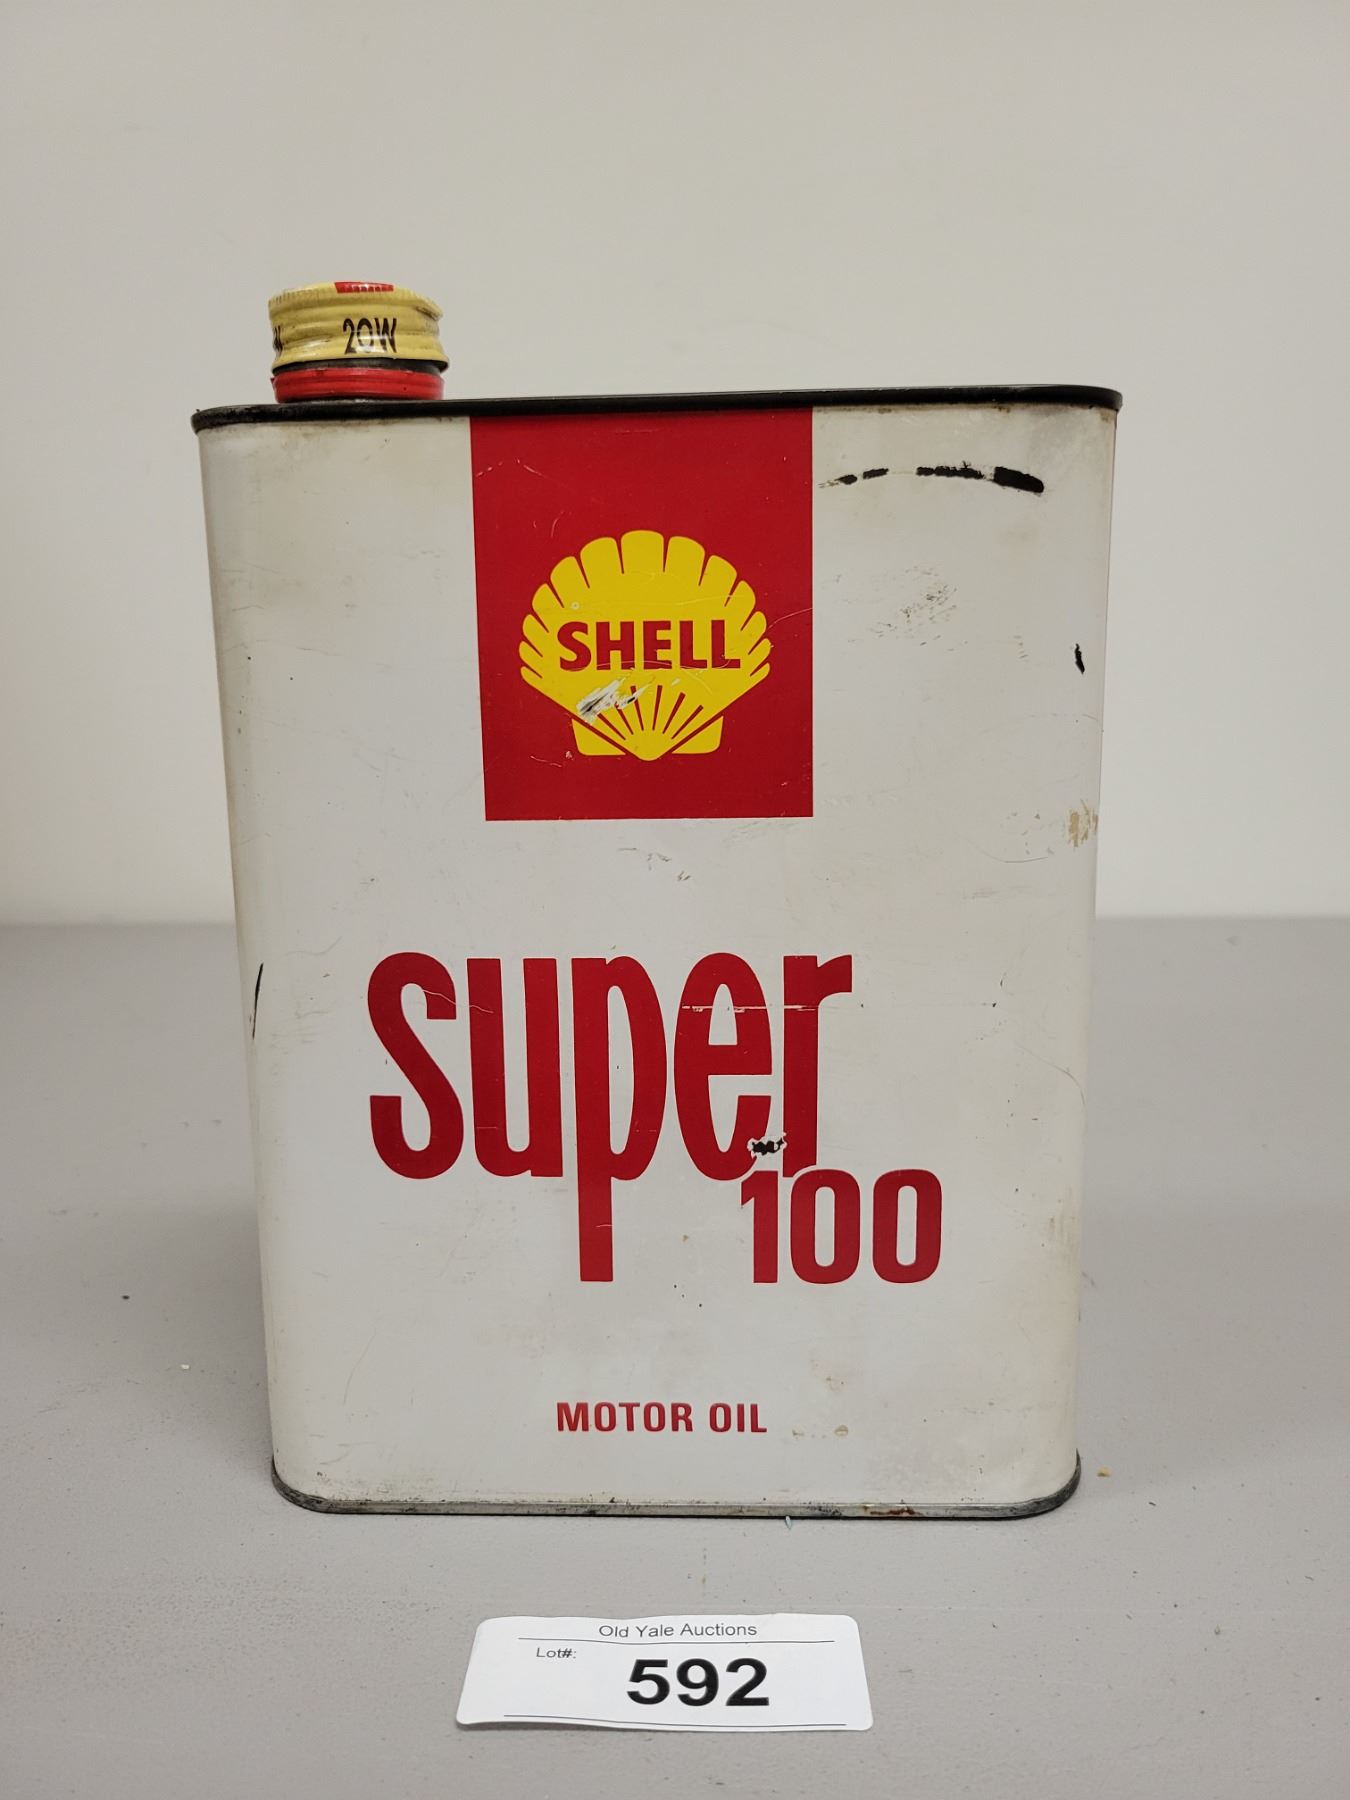 20W
SHELL
super
100
MOTOR OIL
Old Yale Auctions
Lot#:
592